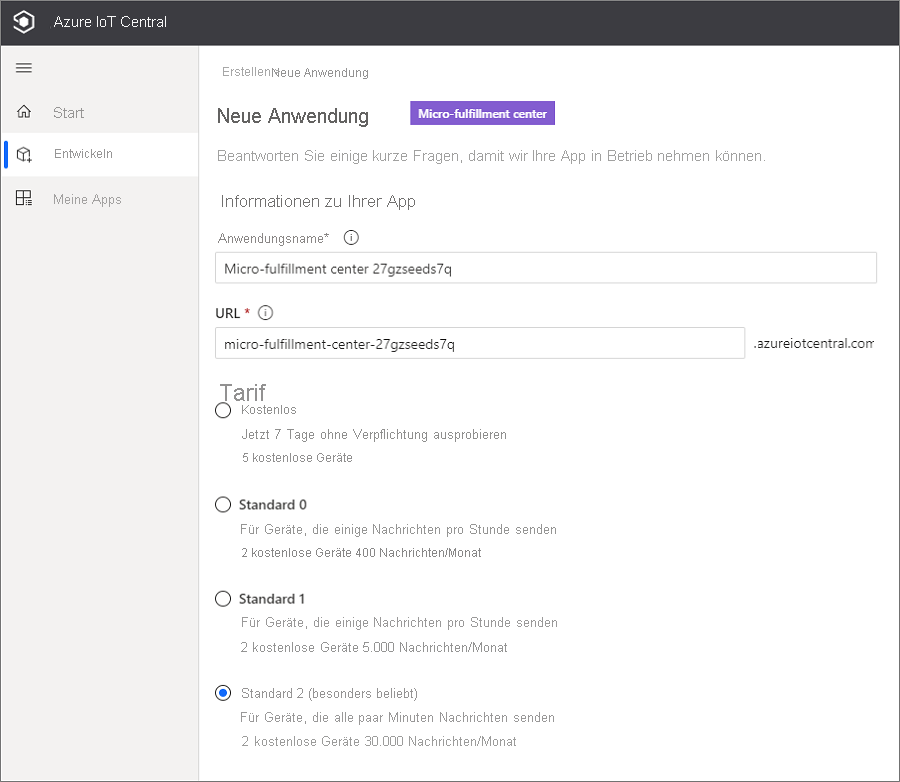 Azure IoT Central
Erstellen Neue Anwendung
Start
Entwickeln
Meine Apps
Neue Anwendung
Micro-fulfillment center
Beantworten Sie einige kurze Fragen, damit wir Ihre App in Betrieb nehmen können.
Informationen zu Ihrer App
Anwendungsname*
Micro-fulfillment center 27gzseeds7q
URL *
micro-fulfillment-center-27gzseeds7q
.azureiotcentral.com
Tarif
Kostenlos
Jetzt 7 Tage ohne Verpflichtung ausprobieren
5 kostenlose Geräte
Standard 0
Für Geräte, die einige Nachrichten pro Stunde senden
2 kostenlose Geräte 400 Nachrichten/Monat
Standard 1
Für Geräte, die einige Nachrichten pro Stunde senden
2 kostenlose Geräte 5.000 Nachrichten/Monat
Standard 2 (besonders beliebt)
Für Geräte, die alle paar Minuten Nachrichten senden
2 kostenlose Geräte 30.000 Nachrichten/Monat